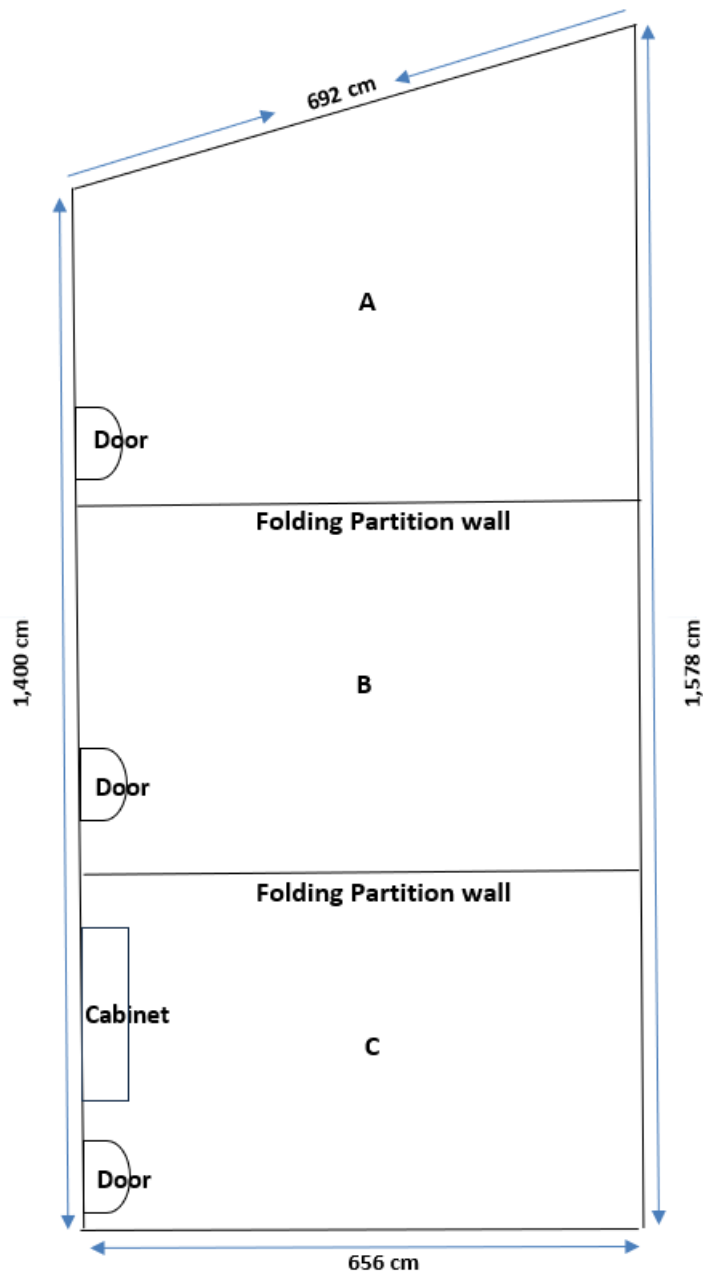 692 cm
A
Door
Folding Partition wall
1,400 cm
1,578 cm
B
Door
Folding Partition wall
Cabinet
C
Door
656 cm